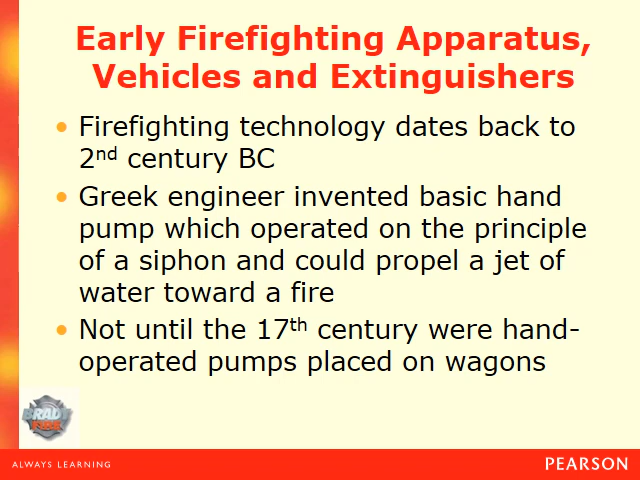 Early Firefighting Apparatus,
Vehicles and Extinguishers
• Firefighting technology dates back to
2nd century BC
• Greek engineer invented basic hand
pump which operated on the principle
of a siphon and could propel a jet of
water toward a fire
• Not until the 17th century were hand-
operated pumps placed on wagons
BRADY
FIRE
ALWAYS LEARNING
PEARSON